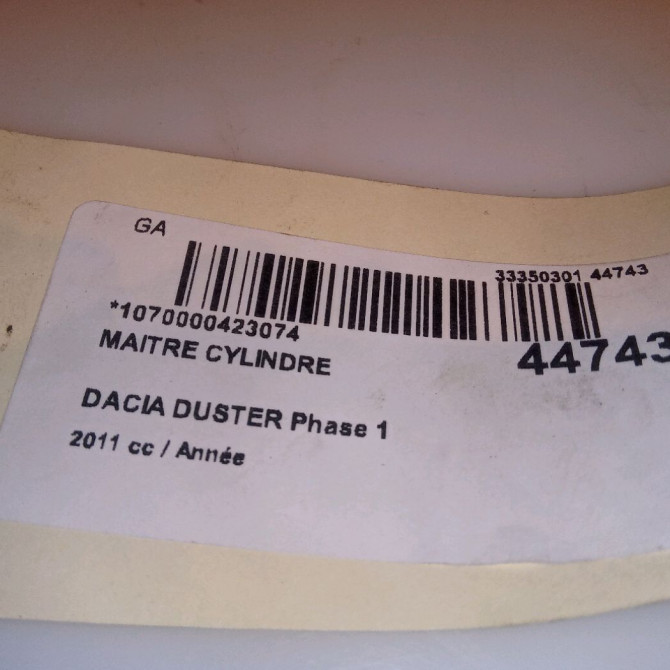 GA
33350301 44743
*1070000423074
44743
MAITRE CYLINDRE
DACIA DUSTER Phase 1
2011 cc / Année